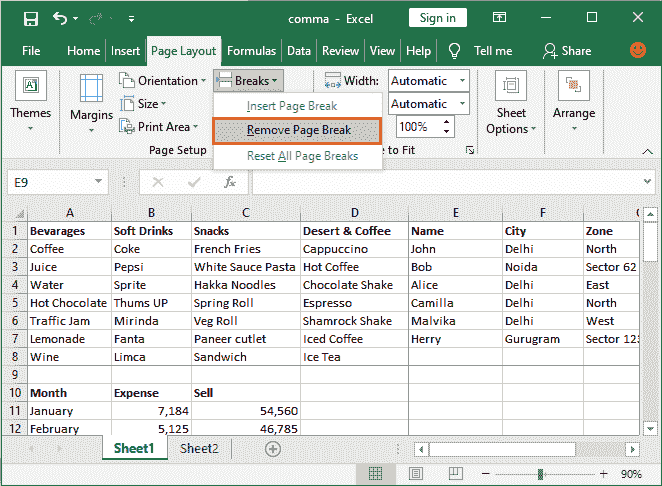 comma - Excel
Sign in
File Home Insert Page Layout Formulas Data Review View Help Tell me Share
Themes
Margins
Orientation
Size
Print Area
Breaks
Insert Page Break
Remove Page Break
Reset All Page Breaks
Width: Automatic
Automatic
100%
Sheet
Options
Arrange
Page Setup
e to Fit
E9
fx
A B C D E F
1 Bevarages Soft Drinks Snacks Desert & Coffee Name City Zone
2 Coffee Coke French Fries Cappuccino John Delhi North
3 Juice Pepsi White Sauce Pasta Hot Coffee Bob Noida Sector 62
4 Water Sprite Hakka Noodles Chocolate Shake Alice Delhi East
5 Hot Chocolate Thums UP Spring Roll Espresso Camilla Delhi North
6 Traffic Jam Mirinda Veg Roll Shamrock Shake Malvika Delhi West
7 Lemonade Fanta Paneer cutlet Iced Coffee Herry Gurugram Sector 12
8 Wine Limca Sandwich Ice Tea
9
10 Month Expense Sell
11 January 7,184 54,560
12 February 5,125 46,785
Sheet1 Sheet2
90%